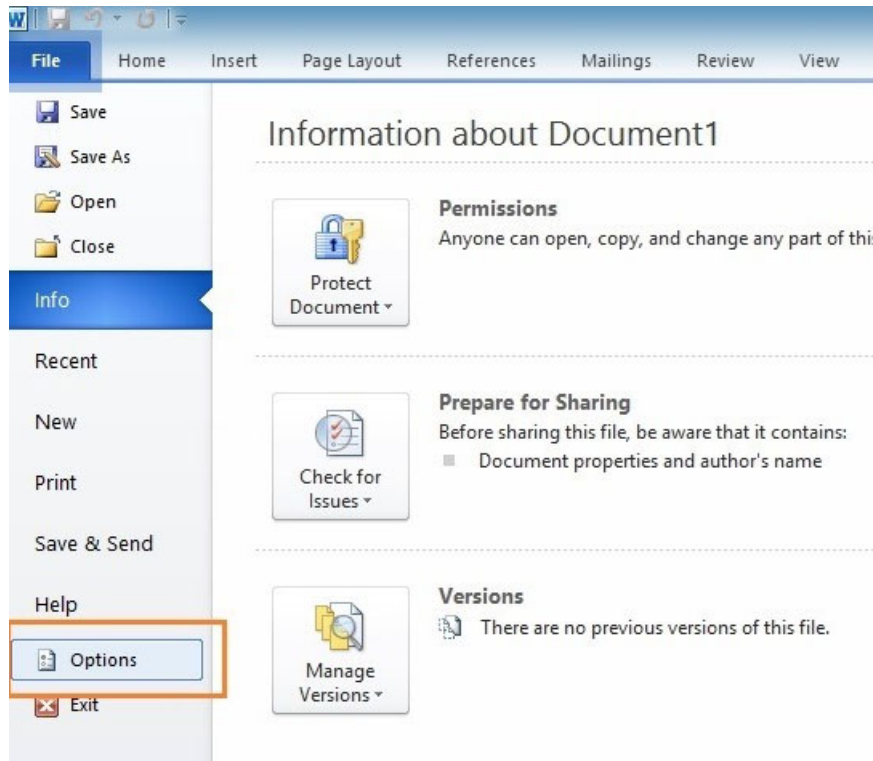 W
File Home Insert Page Layout References Mailings Review View
Save
Save As
Open
Close
Info
Recent
New
Print
Save & Send
Help
Options
Exit
Information about Document1
Protect
Document
Permissions
Anyone can open, copy, and change any part of this
Check for
Issues
Prepare for Sharing
Before sharing this file, be aware that it contains:
Document properties and author's name
Manage
Versions
Versions
There are no previous versions of this file.